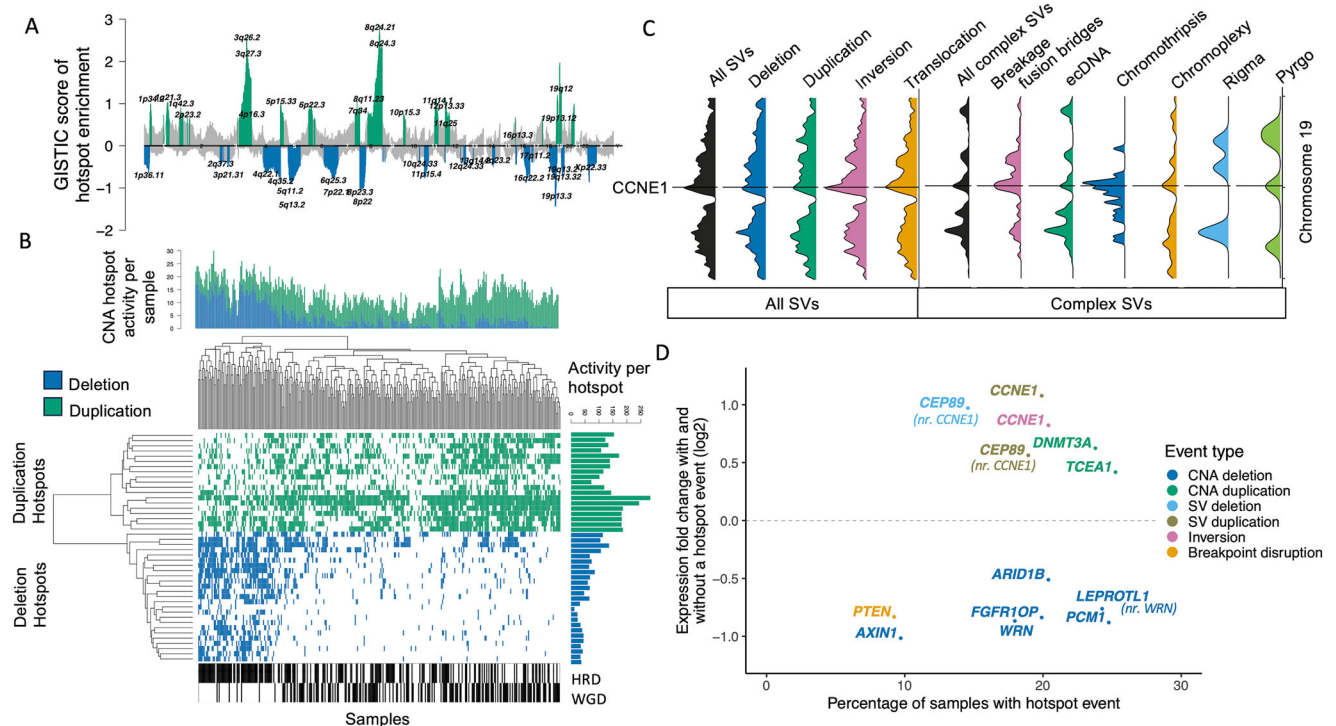 A
GISTIC score of
hotspot enrichment
3
2
1
0
−1
−2
3q26.2
3q27.3
8q24.21
8q24.3
1q21.3
1q42.3
2p23.2
4p16.3
5p15.33
6p22.3
8q11.23
7q84
10p15.3
11q14.1
12p13.33
11q25
16p13.3
19q12
19p13.12
1p36.11
2q37.3
3p21.31
4q22.1
4q35.2
5q11.2
5q13.2
6q25.3
7p22.1
8p23.3
8p22
10q24.33
11p15.4
12q24.33
16q22.2
17q11.2
19q13.2
19q13.32
19p13.3
Xp22.33
B
CNA hotspot
activity per
sample
30
25
20
15
10
5
0
Deletion
Duplication
Activity per
hotspot
0
50
100
150
200
250
Duplication
Hotspots
Deletion
Hotspots
HRD
WGD
Samples
C
All SVs
Deletion
Duplication
Inversion
Translocation
All complex SVs
Breakage
fusion bridges
ecDNA
Chromothripsis
Chromoplexy
Rigma
Pyrgo
CCNE1
Chromosome 19
All SVs
Complex SVs
D
Expression fold change with and
without a hotspot event (log2)
1.0
0.5
0.0
−0.5
−1.0
CCNE1
CEP89
(nr. CCNE1)
CCNE1
CEP89
(nr. CCNE1)
DNMT3A
TCEA1
ARID1B
LEPROTL1
(nr. WRN)
PTEN
FGFR1OP
PCM1
AXIN1
WRN
Event type
CNA deletion
CNA duplication
SV deletion
SV duplication
Inversion
Breakpoint disruption
0
10
20
30
Percentage of samples with hotspot event